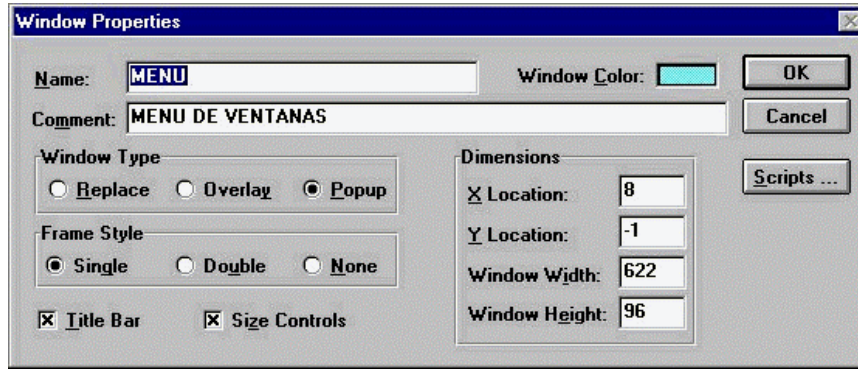 Window Properties
Name: MENU
Window Color:
OK
Comment: MENU DE VENTANAS
Cancel
Window Type
Replace Overlay Popup
Dimensions
X Location: 8
Scripts ...
Frame Style
Y Location: -1
Single Double None
Window Width: 622
Title Bar Size Controls
Window Height: 96